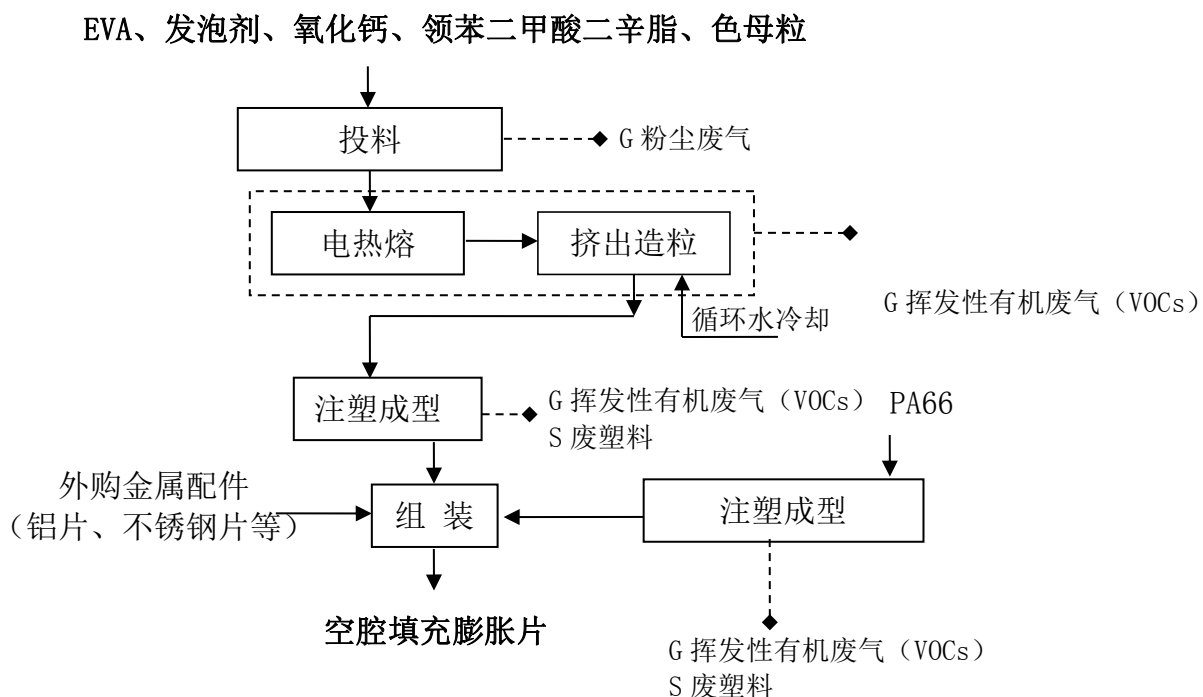 EVA、发泡剂、氧化钙、领苯二甲酸二辛脂、色母粒
投料
G 粉尘废气
电热熔
挤出造粒
G 挥发性有机废气（VOCs）
循环水冷却
注塑成型
G 挥发性有机废气（VOCs）
S 废塑料
PA66
外购金属配件
（铝片、不锈钢片等）
组 装
注塑成型
空腔填充膨胀片
G 挥发性有机废气（VOCs）
S 废塑料